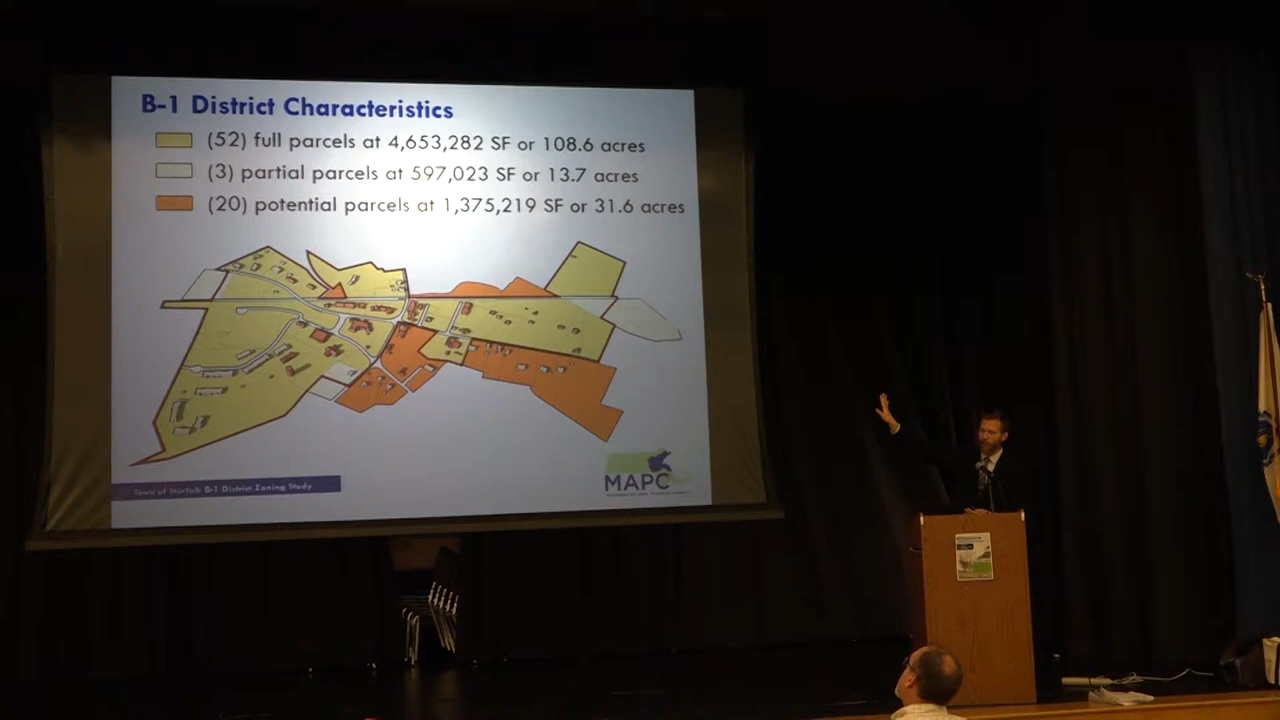 B-1 District Characteristics
(52) full parcels at 4,653,282 SF or 108.6 acres
(3) partial parcels at 597,023 SF or 13.7 acres
(20) potential parcels at 1,375,219 SF or 31.6 acres
Town of Norfolk B-1 District Zoning Study
MAPC